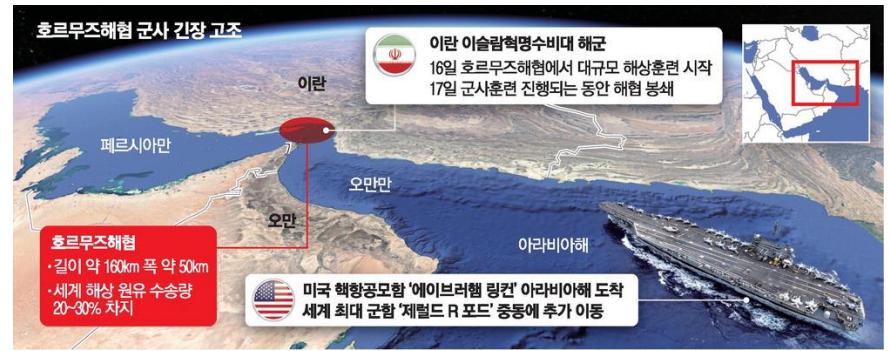 호르무즈해협 군사 긴장 고조
이란 이슬람혁명수비대 해군
16일 호르무즈해협에서 대규모 해상훈련 시작
17일 군사훈련 진행되는 동안 해협 봉쇄
이란
페르시아만
오만만
오만
아라비아해
호르무즈해협
·길이 약 160km 폭 약 50km
·세계 해상 원유 수송량
20~30% 차지
미국 핵항공모함 ‘에이브러햄 링컨’ 아라비아해 도착
세계 최대 군함 ‘제럴드 R 포드’ 중동에 추가 이동